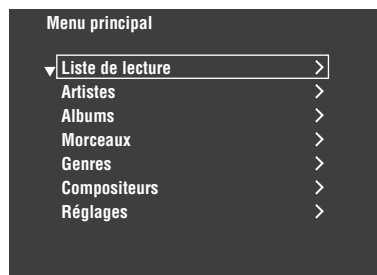 Menu principal
Liste de lecture
Artistes
Albums
Morceaux
Genres
Compositeurs
Réglages